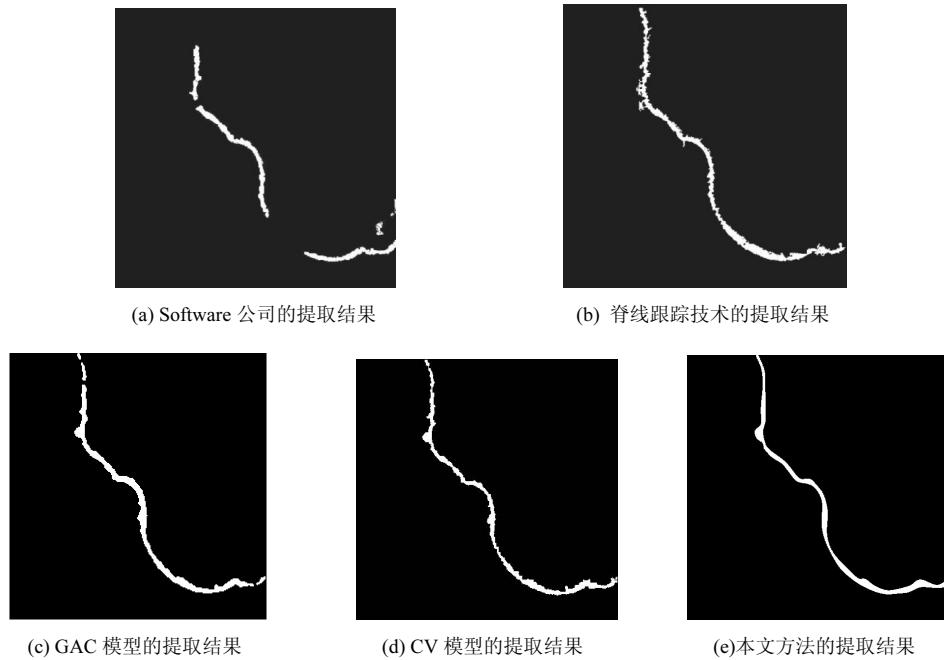 (a) Software 公司的提取结果
(b) 脊线跟踪技术的提取结果
(c) GAC 模型的提取结果
(d) CV 模型的提取结果
(e)本文方法的提取结果